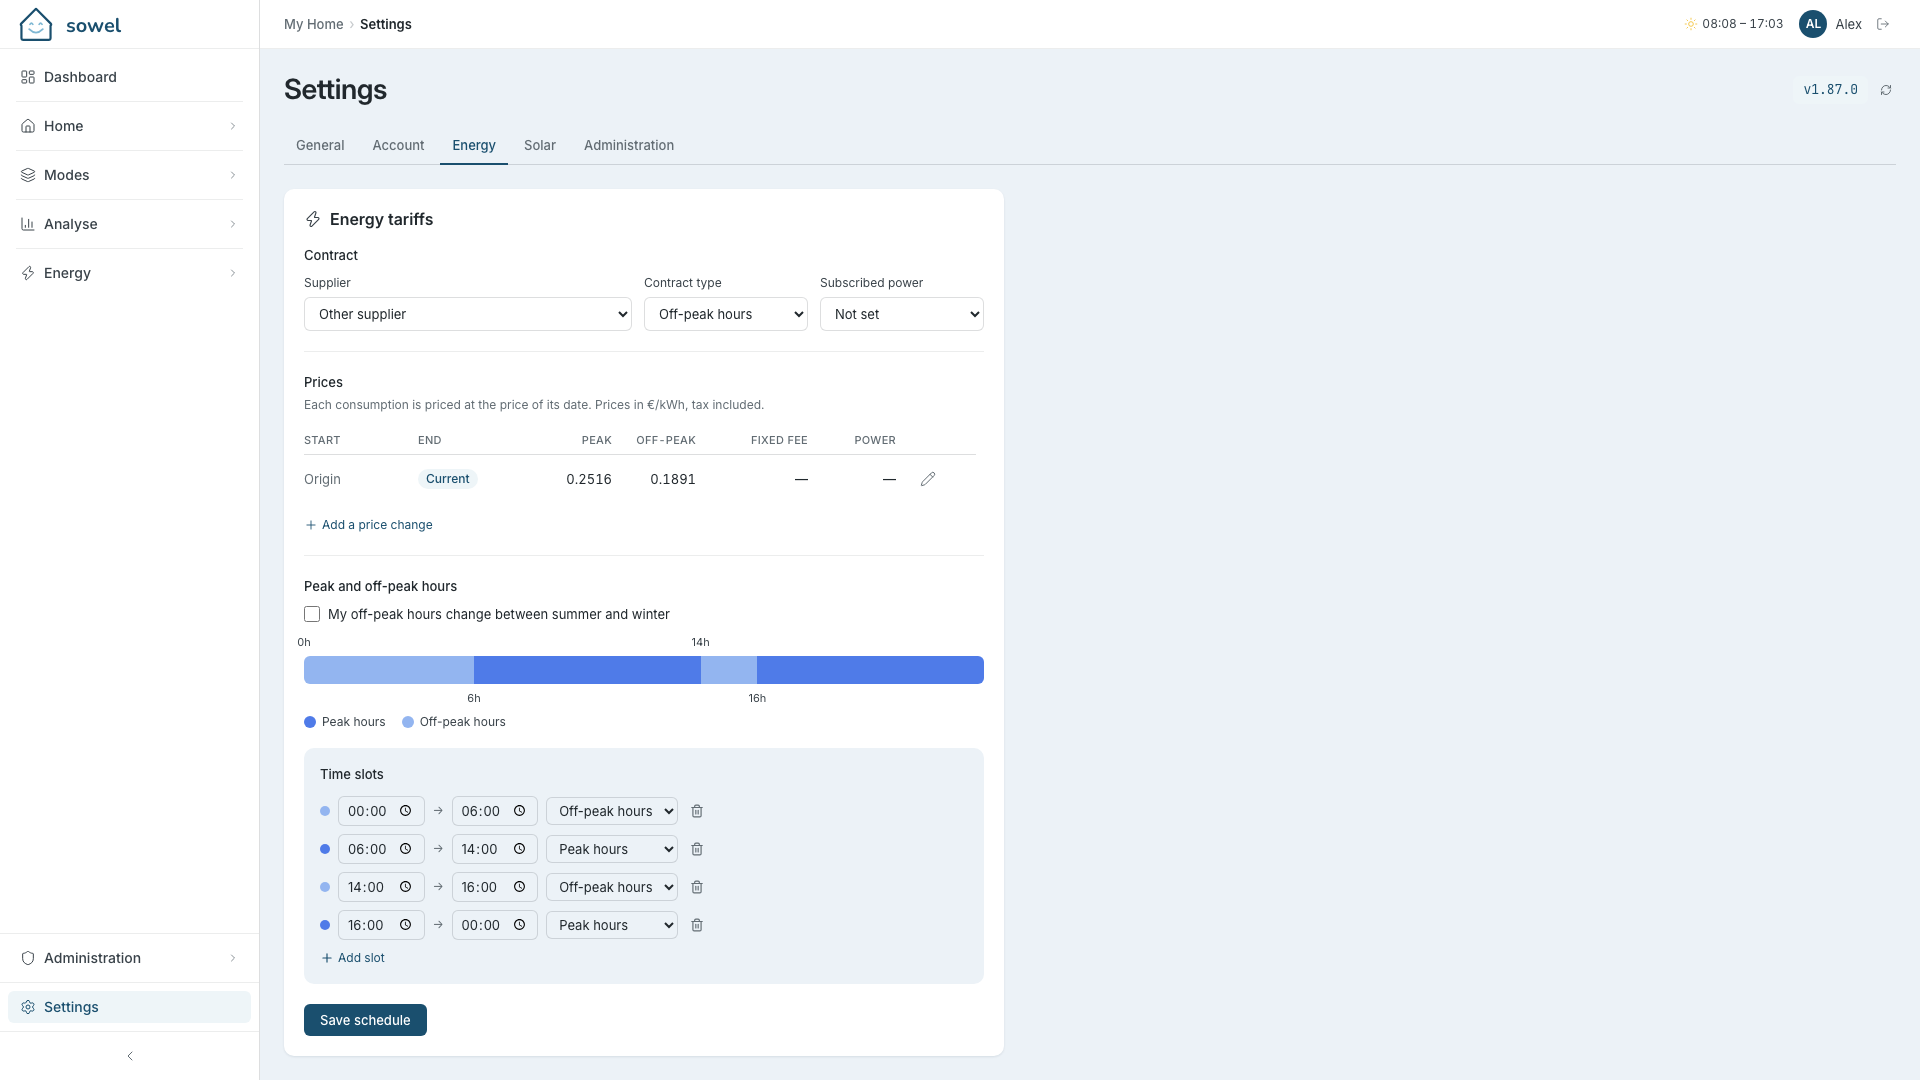 sowel
My Home › Settings
08:08 – 17:03
AL
Alex
Dashboard
Home
Modes
Analyse
Energy
Administration
Settings
Settings
v1.87.0
General
Account
Energy
Solar
Administration
Energy tariffs
Contract
Supplier
Contract type
Subscribed power
Other supplier
Off-peak hours
Not set
Prices
Each consumption is priced at the price of its date. Prices in €/kWh, tax included.
START END PEAK OFF-PEAK FIXED FEE POWER
Origin Current 0.2516 0.1891 — —
+ Add a price change
Peak and off-peak hours
My off-peak hours change between summer and winter
0h 14h
6h 16h
Peak hours Off-peak hours
Time slots
00:00 → 06:00 Off-peak hours
06:00 → 14:00 Peak hours
14:00 → 16:00 Off-peak hours
16:00 → 00:00 Peak hours
+ Add slot
Save schedule